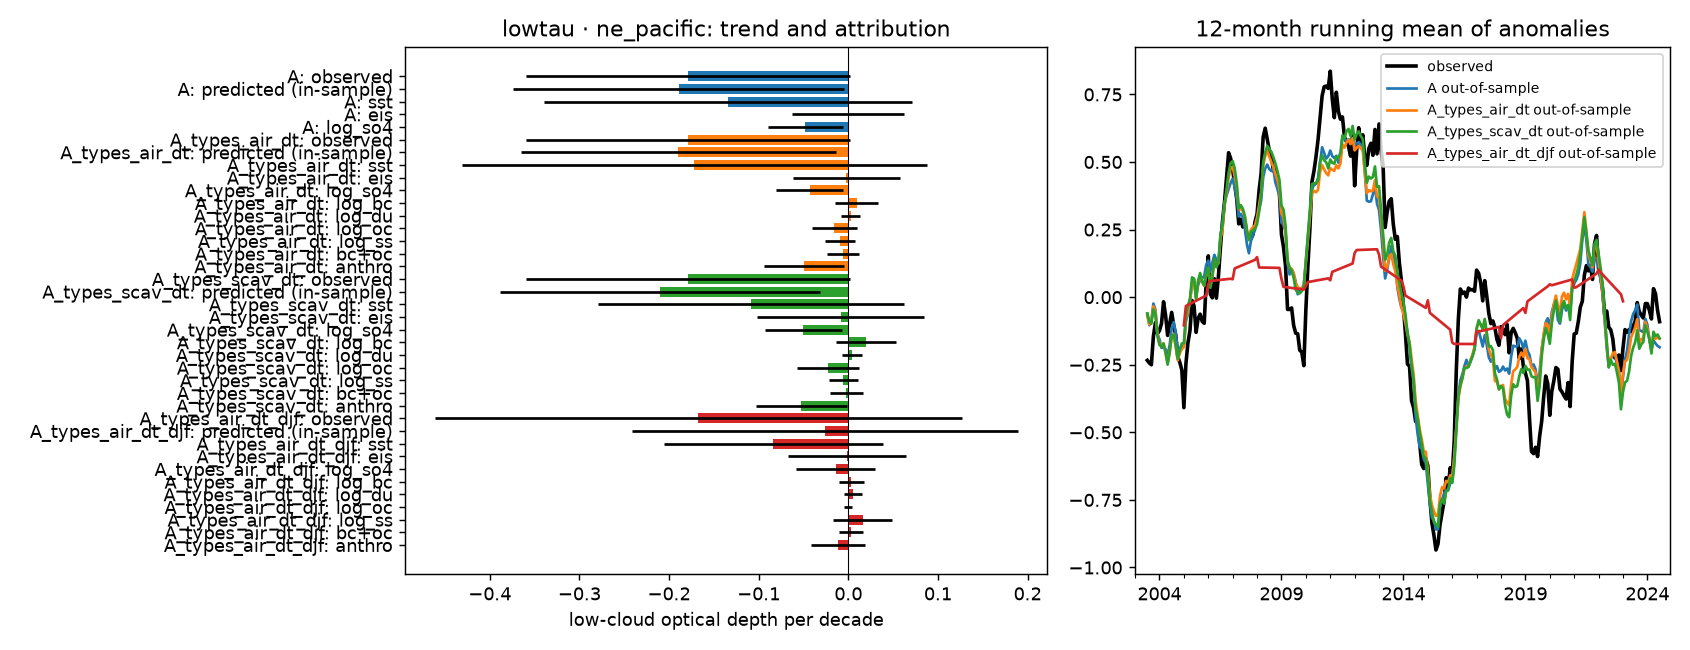 lowtau · ne_pacific: trend and attribution
A: observed
A: predicted (in-sample)
A: sst
A: eis
A: log_so4
A_types_air_dt: observed
A_types_air_dt: predicted (in-sample)
A_types_air_dt: sst
A_types_air_dt: eis
A_types_air_dt: log_so4
A_types_air_dt: log_bc
A_types_air_dt: log_du
A_types_air_dt: log_oc
A_types_air_dt: log_ss
A_types_air_dt: bc+oc
A_types_air_dt: anthro
A_types_scav_dt: observed
A_types_scav_dt: predicted (in-sample)
A_types_scav_dt: sst
A_types_scav_dt: eis
A_types_scav_dt: log_so4
A_types_scav_dt: log_bc
A_types_scav_dt: log_du
A_types_scav_dt: log_oc
A_types_scav_dt: log_ss
A_types_scav_dt: bc+oc
A_types_scav_dt: anthro
A_types_air_dt_djf: observed
A_types_air_dt_djf: predicted (in-sample)
A_types_air_dt_djf: sst
A_types_air_dt_djf: eis
A_types_air_dt_djf: log_so4
A_types_air_dt_djf: log_bc
A_types_air_dt_djf: log_du
A_types_air_dt_djf: log_oc
A_types_air_dt_djf: log_ss
A_types_air_dt_djf: bc+oc
A_types_air_dt_djf: anthro
−0.4 −0.3 −0.2 −0.1 0.0 0.1 0.2
low-cloud optical depth per decade
12-month running mean of anomalies
observed
A out-of-sample
A_types_air_dt out-of-sample
A_types_scav_dt out-of-sample
A_types_air_dt_djf out-of-sample
0.75
0.50
0.25
0.00
−0.25
−0.50
−0.75
−1.00
2004 2009 2014 2019 2024